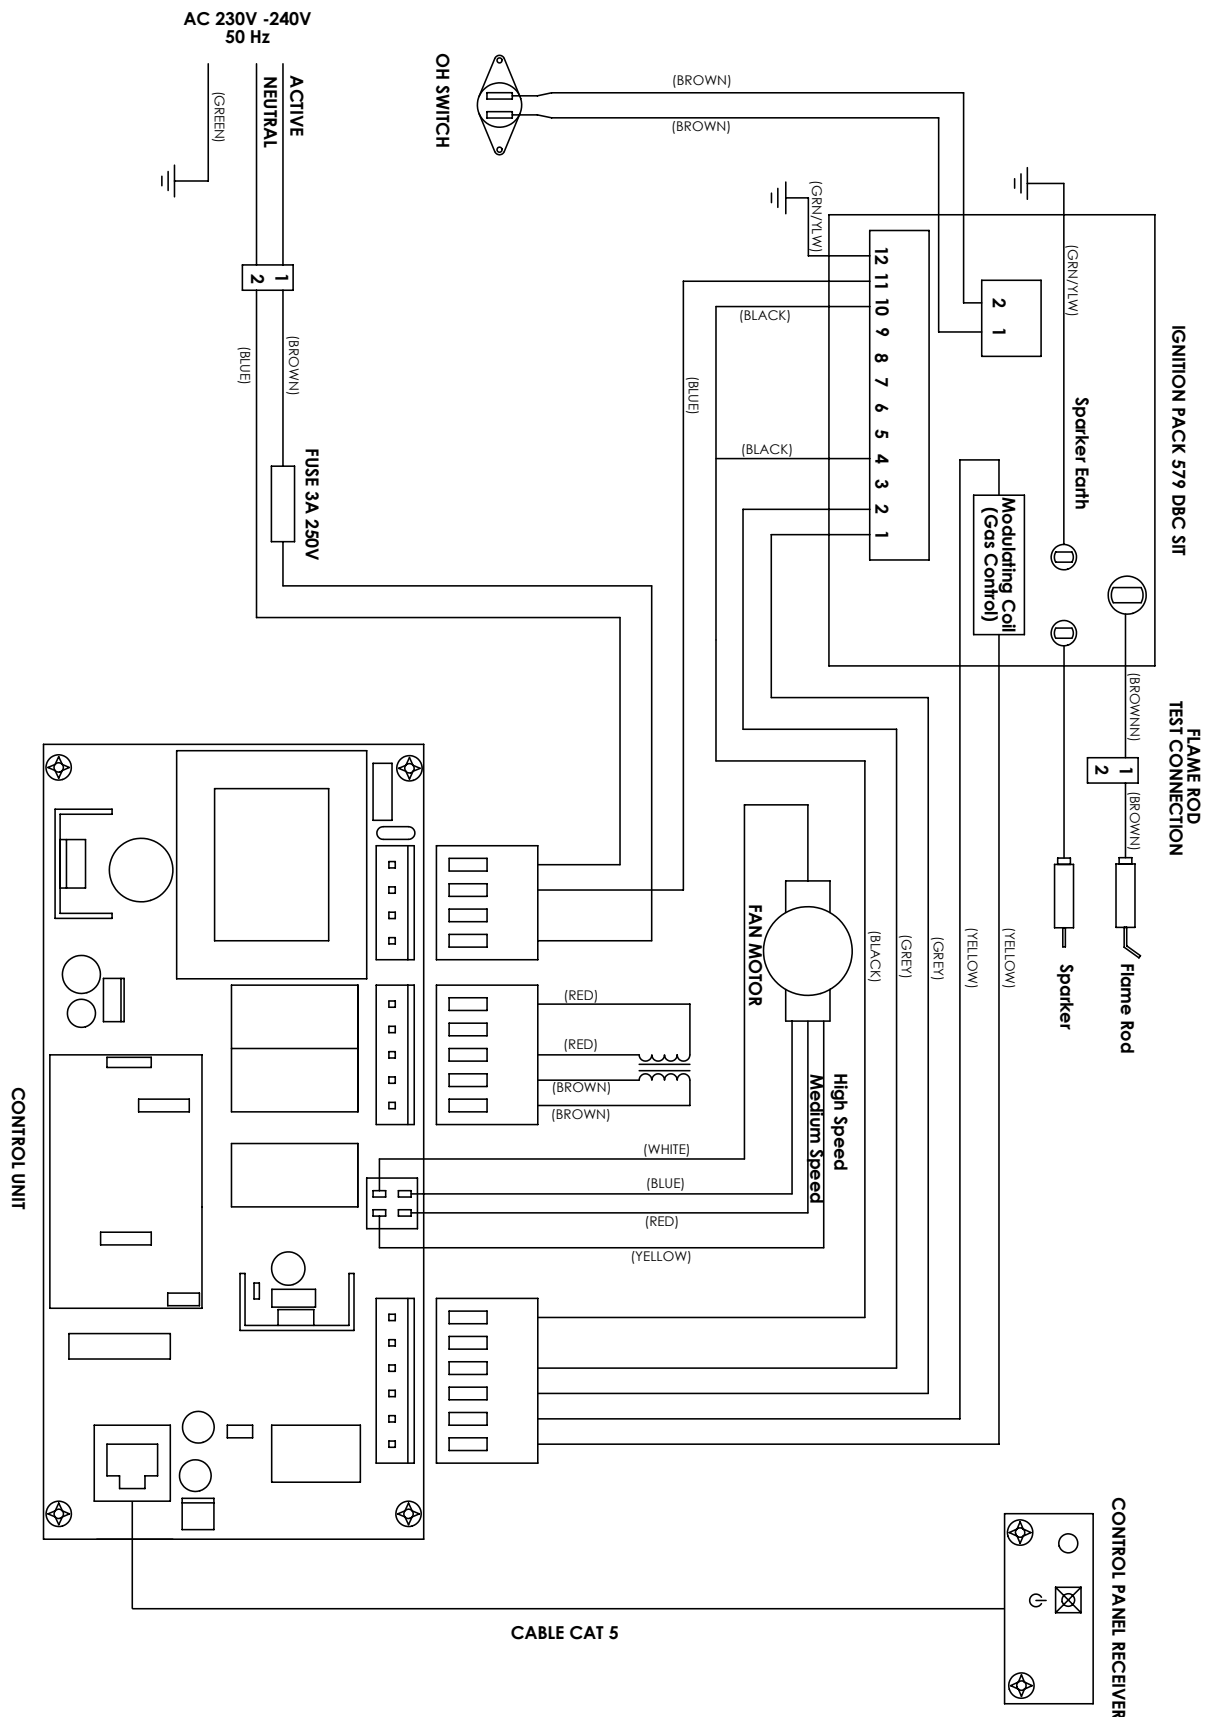 AC 230V -240V
50 Hz
ACTIVE
NEUTRAL
(GREEN)
OH SWITCH
(BROWN)
(BROWN)
(GRN/YLW)
(GRN/YLW)
1
2
(BROWN)
(BLUE)
FUSE 3A 250V
12
11
10
9
8
7
6
5
4
3
2
1
(BLACK)
(BLACK)
(BLUE)
2
1
IGNITION PACK 579 DBC SIT
Sparker Earth
Modulating Coil
(Gas Control)
FLAME ROD
TEST CONNECTION
(BROWNN)
1
2
(BROWN)
Flame Rod
Sparker
FAN MOTOR
(BLACK)
(GREY)
(GREY)
(YELLOW)
(YELLOW)
High Speed
Medium Speed
(RED)
(RED)
(BROWN)
(BROWN)
(WHITE)
(BLUE)
(RED)
(YELLOW)
CONTROL UNIT
CONTROL PANEL RECEIVER
CABLE CAT 5